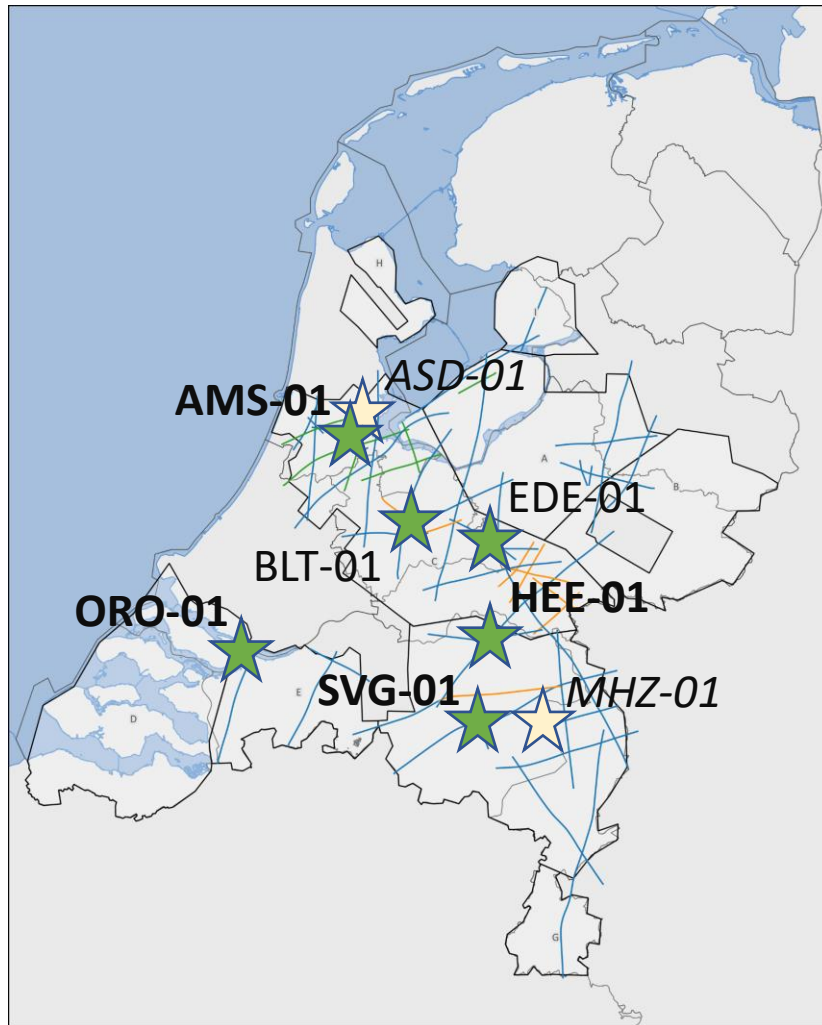 H
I
ASD-01
AMS-01
A
B
EDE-01
BLT-01
C
HEE-01
ORO-01
E
SVG-01
MHZ-01
D
G